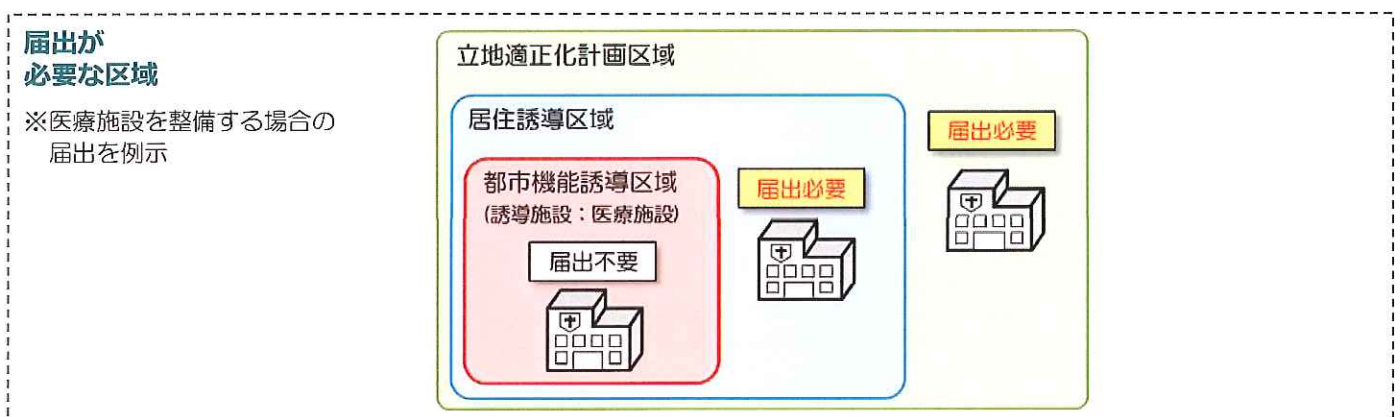 届出が
必要な区域
※医療施設を整備する場合の
届出を例示
立地適正化計画区域
居住誘導区域
届出必要
都市機能誘導区域
(誘導施設：医療施設)
届出必要
届出不要